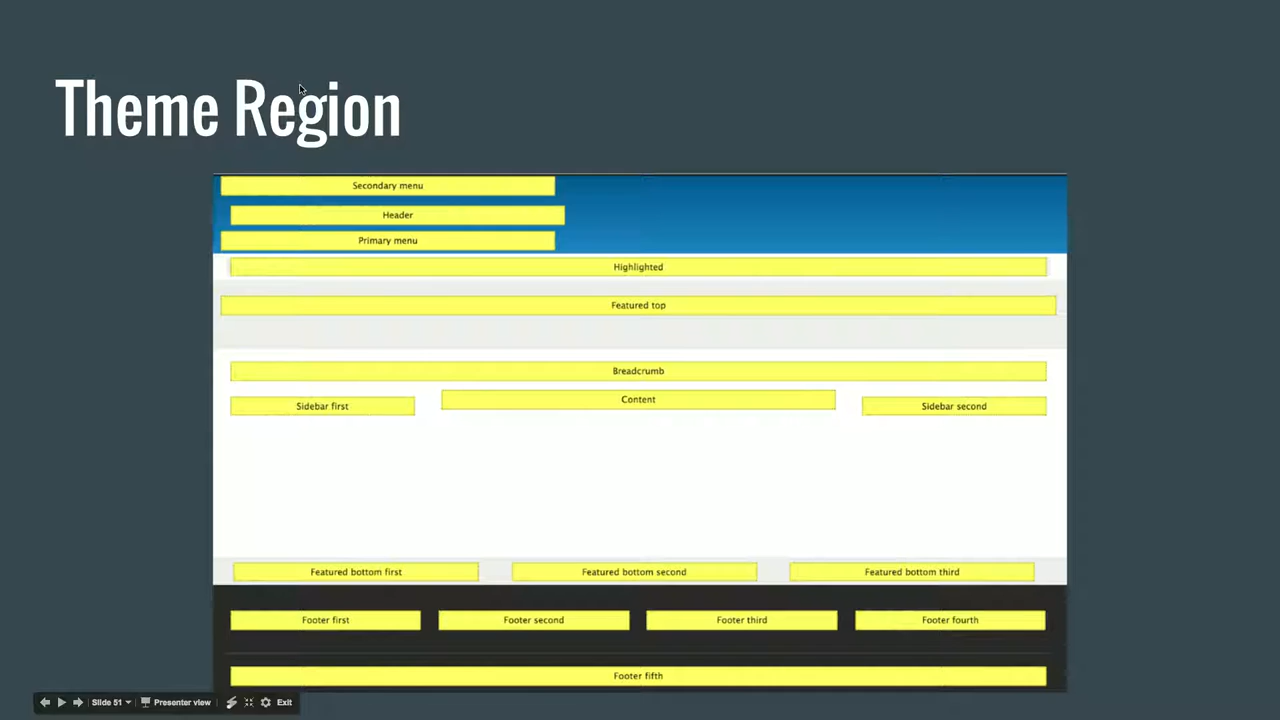 Theme Region
Secondary menu
Header
Primary menu
Highlighted
Featured top
Breadcrumb
Sidebar first
Content
Sidebar second
Featured bottom first
Featured bottom second
Featured bottom third
Footer first
Footer second
Footer third
Footer fourth
Footer fifth
Slide 51
Presenter view
Exit